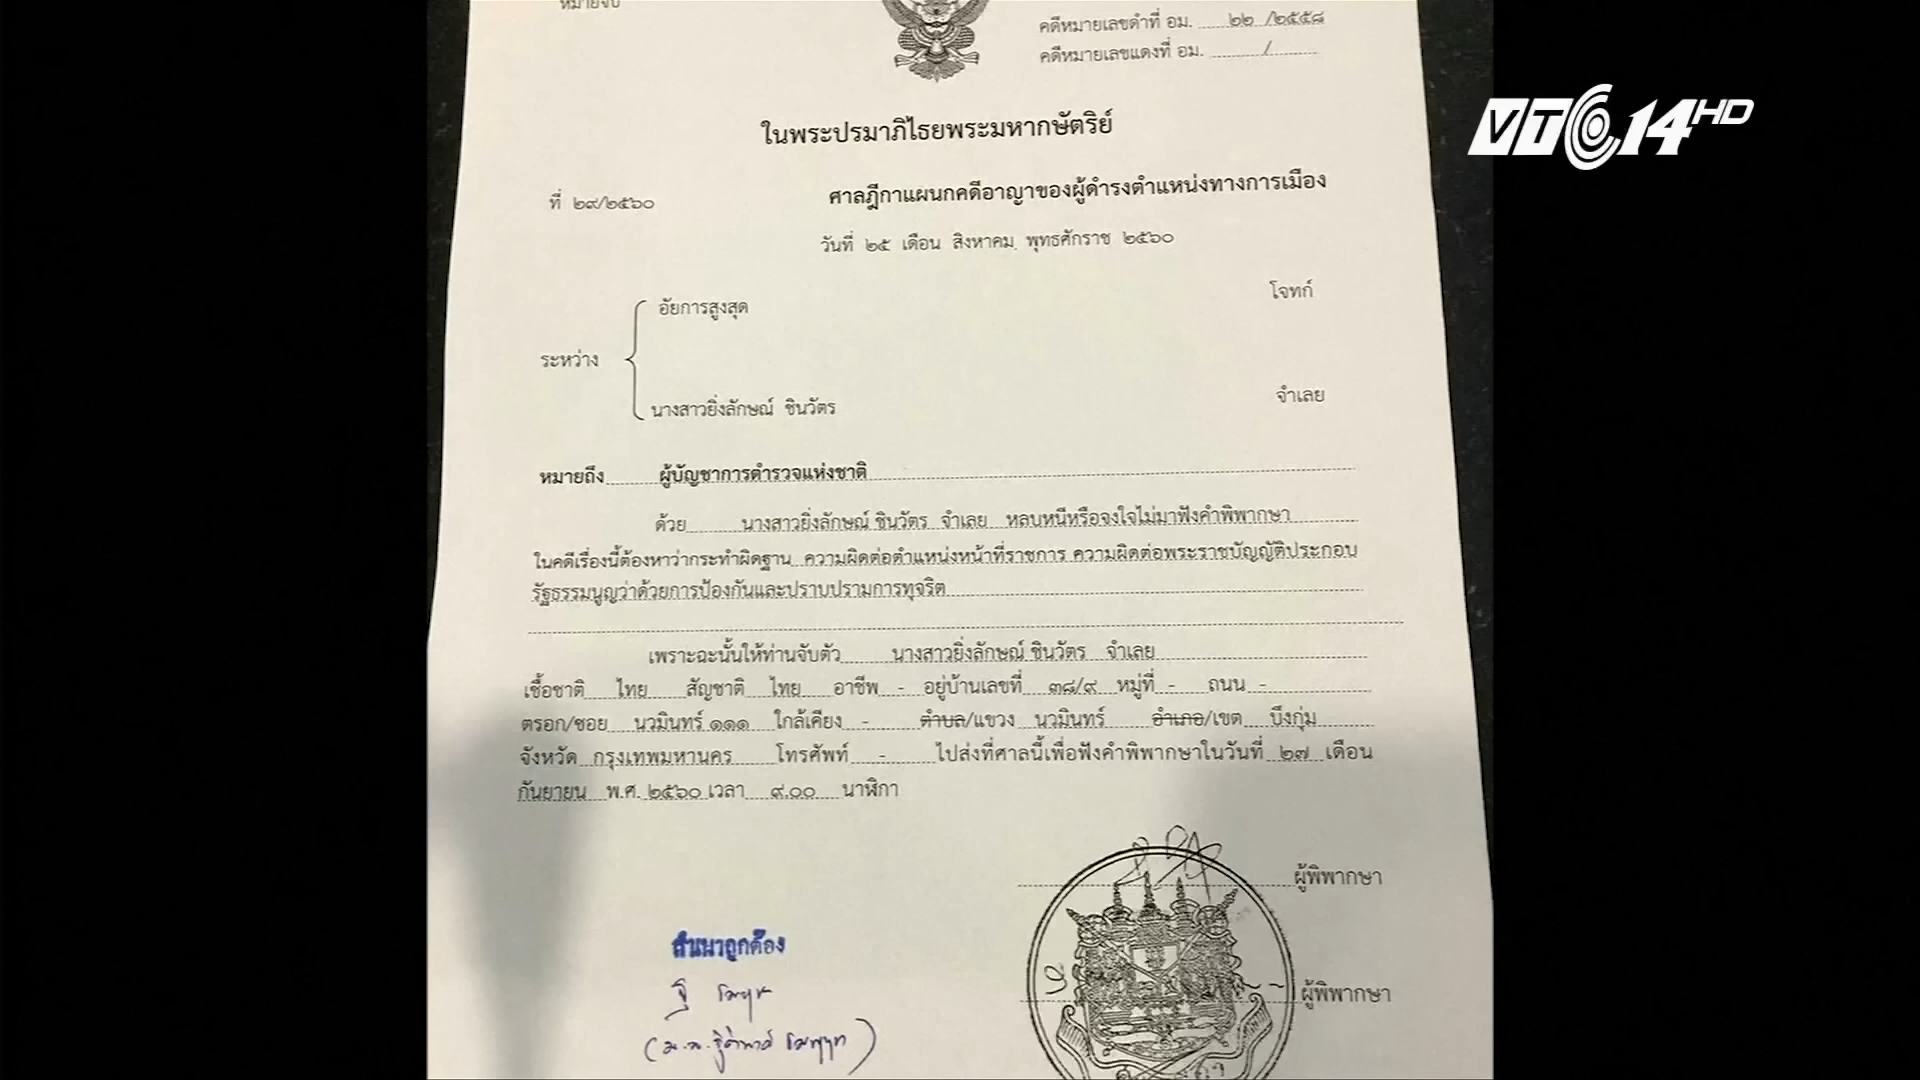 หมายจับ
คดีหมายเลขดำที่ อม. ๒๒ /๒๕๕๘
คดีหมายเลขแดงที่ อม. /
VTC14HD
ในพระปรมาภิไธยพระมหากษัตริย์
ที่ ๒๙/๒๕๖๐
ศาลฎีกาแผนกคดีอาญาของผู้ดำรงตำแหน่งทางการเมือง
วันที่ ๒๕ เดือน สิงหาคม พุทธศักราช ๒๕๖๐
อัยการสูงสุด โจทก์
ระหว่าง
นางสาวยิ่งลักษณ์ ชินวัตร จำเลย
หมายถึง ผู้บัญชาการตำรวจแห่งชาติ
ด้วย นางสาวยิ่งลักษณ์ ชินวัตร จำเลย หลบหนีหรือจงใจไม่มาฟังคำพิพากษา
ในคดีเรื่องนี้ต้องหาว่ากระทำผิดฐาน ความผิดต่อตำแหน่งหน้าที่ราชการ ความผิดต่อพระราชบัญญัติประกอบ
รัฐธรรมนูญว่าด้วยการป้องกันและปราบปรามการทุจริต
เพราะฉะนั้นให้ท่านจับตัว นางสาวยิ่งลักษณ์ ชินวัตร จำเลย
เชื้อชาติ ไทย สัญชาติ ไทย อาชีพ - อยู่บ้านเลขที่ ๓๘/๙ หมู่ที่ - ถนน -
ตรอก/ซอย นวมินทร์ ๑๑๑ ใกล้เคียง - ตำบล/แขวง นวมินทร์ อำเภอ/เขต บึงกุ่ม
จังหวัด กรุงเทพมหานคร โทรศัพท์ - ไปส่งที่ศาลนี้เพื่อฟังคำพิพากษาในวันที่ ๒๗ เดือน
กันยายน พ.ศ. ๒๕๖๐ เวลา ๙.๐๐ นาฬิกา
ผู้พิพากษา
สำเนาถูกต้อง
ผู้พิพากษา